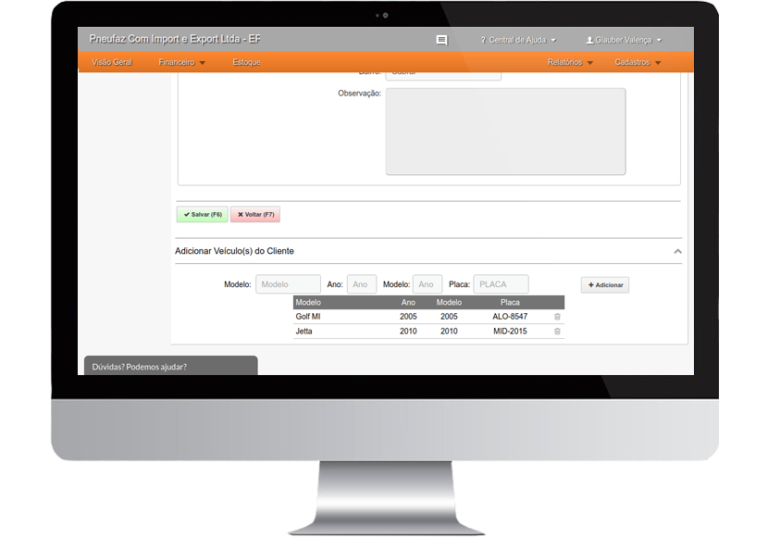 Pneufaz Com Import e Export Ltda - EF
? Central de Ajuda
Glauber Valença
Visão Geral
Financeiro
Estoque
Relatórios
Cadastros
Observação:
Salvar (F6)
Voltar (F7)
Adicionar Veículo(s) do Cliente
Modelo: Modelo Ano: Ano Modelo: Ano Placa: PLACA + Adicionar
Modelo Ano Modelo Placa
Golf MI 2005 2005 ALO-8547
Jetta 2010 2010 MID-2015
Dúvidas? Podemos ajudar?